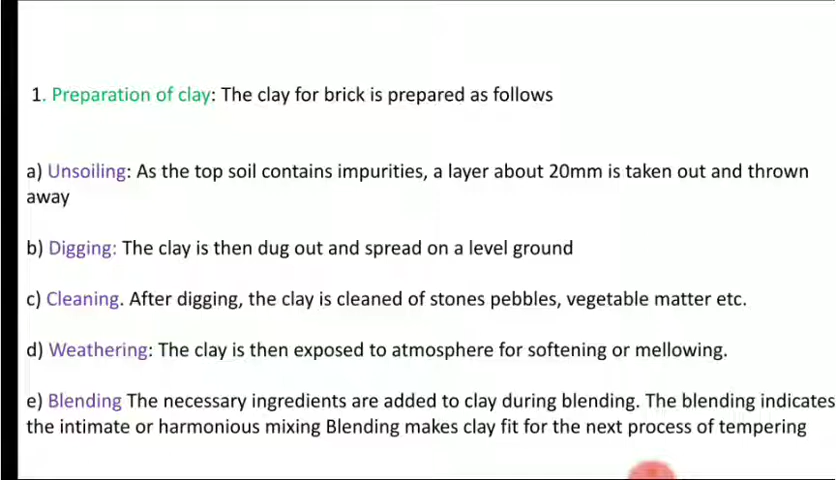 1. Preparation of clay: The clay for brick is prepared as follows
a) Unsoiling: As the top soil contains impurities, a layer about 20mm is taken out and thrown
away
b) Digging: The clay is then dug out and spread on a level ground
c) Cleaning. After digging, the clay is cleaned of stones pebbles, vegetable matter etc.
d) Weathering: The clay is then exposed to atmosphere for softening or mellowing.
e) Blending The necessary ingredients are added to clay during blending. The blending indicates
the intimate or harmonious mixing Blending makes clay fit for the next process of tempering